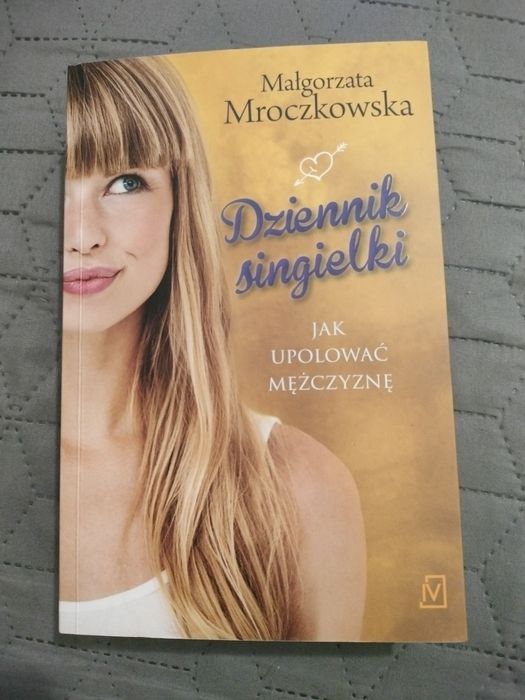 Małgorzata
Mroczkowska
Dziennik
singielki
JAK
UPOLOWAĆ
MĘŻCZYZNĘ
V